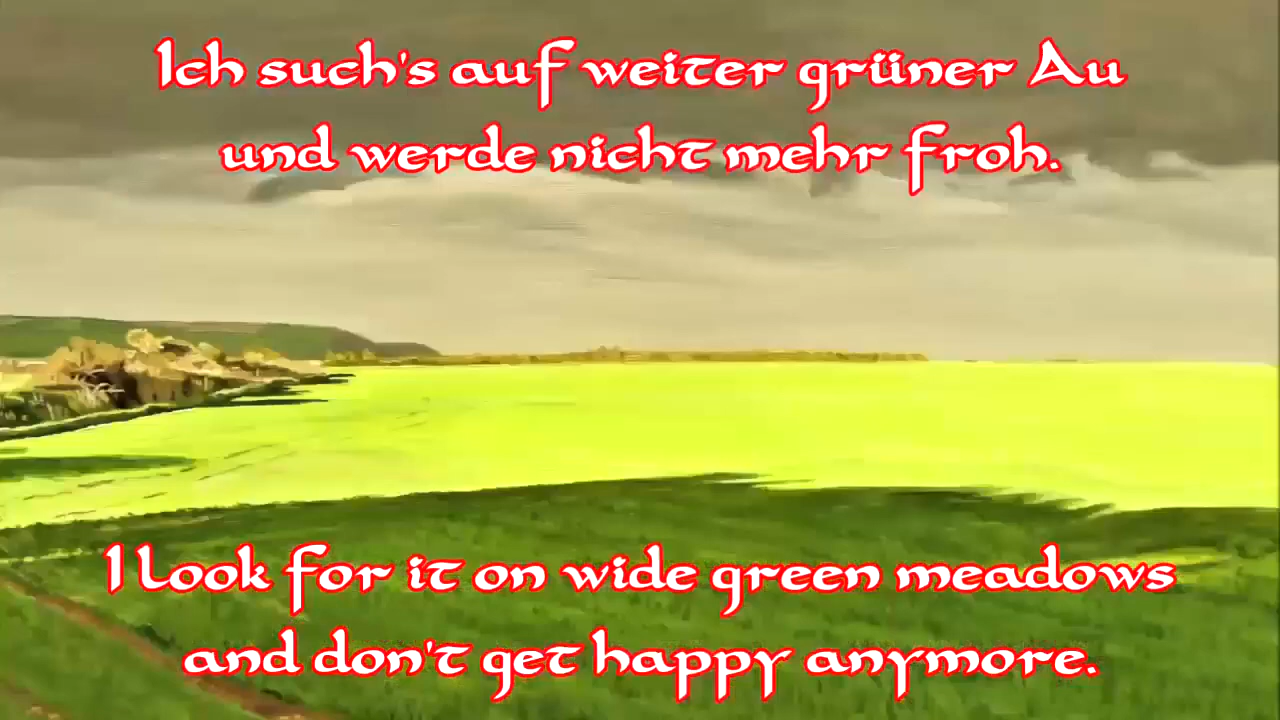 Ich such's auf weiter grüner Au
und werde nicht mehr froh.
I look for it on wide green meadows
and don't get happy anymore.